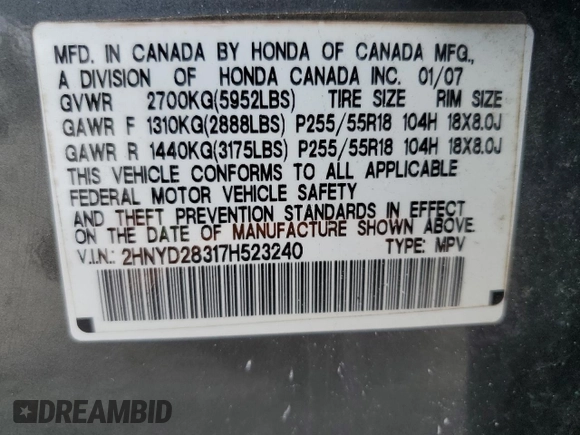 MFD. IN CANADA BY HONDA OF CANADA MFG.,
A DIVISION OF HONDA CANADA INC. 01/07
GVWR 2700KG(5952LBS) TIRE SIZE RIM SIZE
GAWR F 1310KG(2888LBS) P255/55R18 104H 18X8.0J
GAWR R 1440KG(3175LBS) P255/55R18 104H 18X8.0J
THIS VEHICLE CONFORMS TO ALL APPLICABLE
FEDERAL MOTOR VEHICLE SAFETY
AND THEFT PREVENTION STANDARDS IN EFFECT
ON THE DATE OF MANUFACTURE SHOWN ABOVE.
V.I.N.: 2HNYD28317H523240 TYPE: MPV
DREAMBID